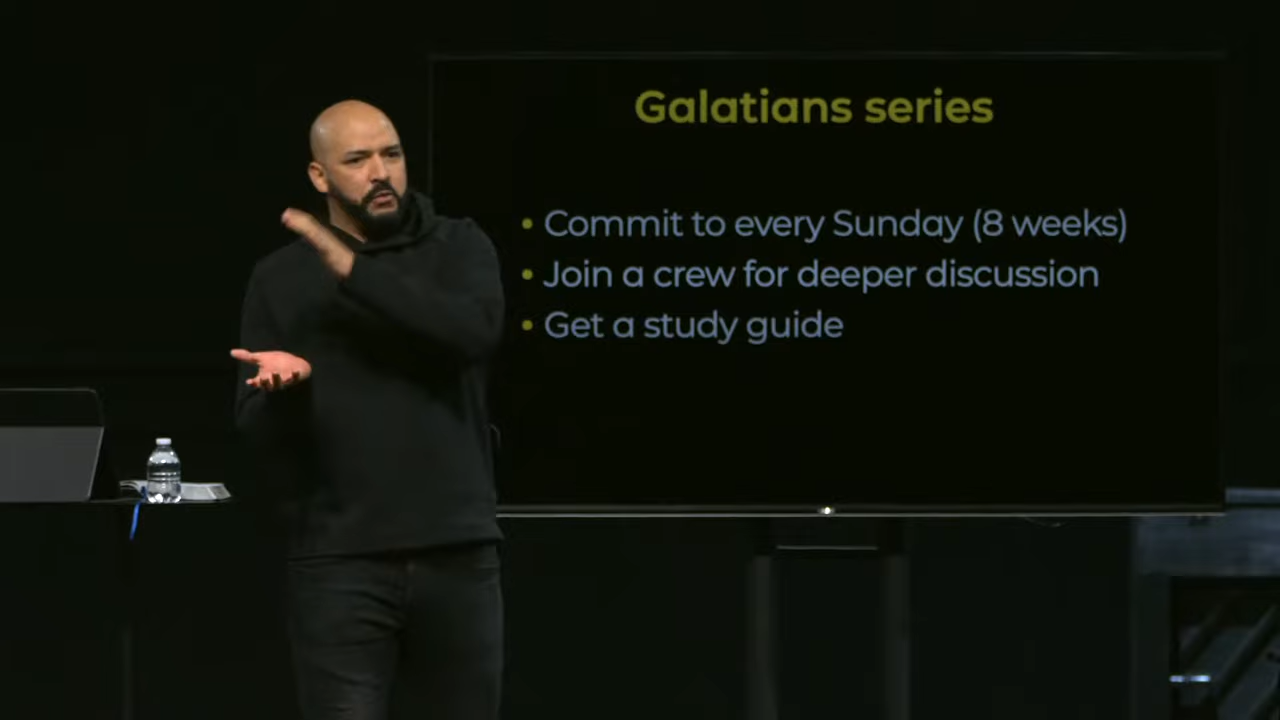 Galatians series
• Commit to every Sunday (8 weeks)
• Join a crew for deeper discussion
• Get a study guide